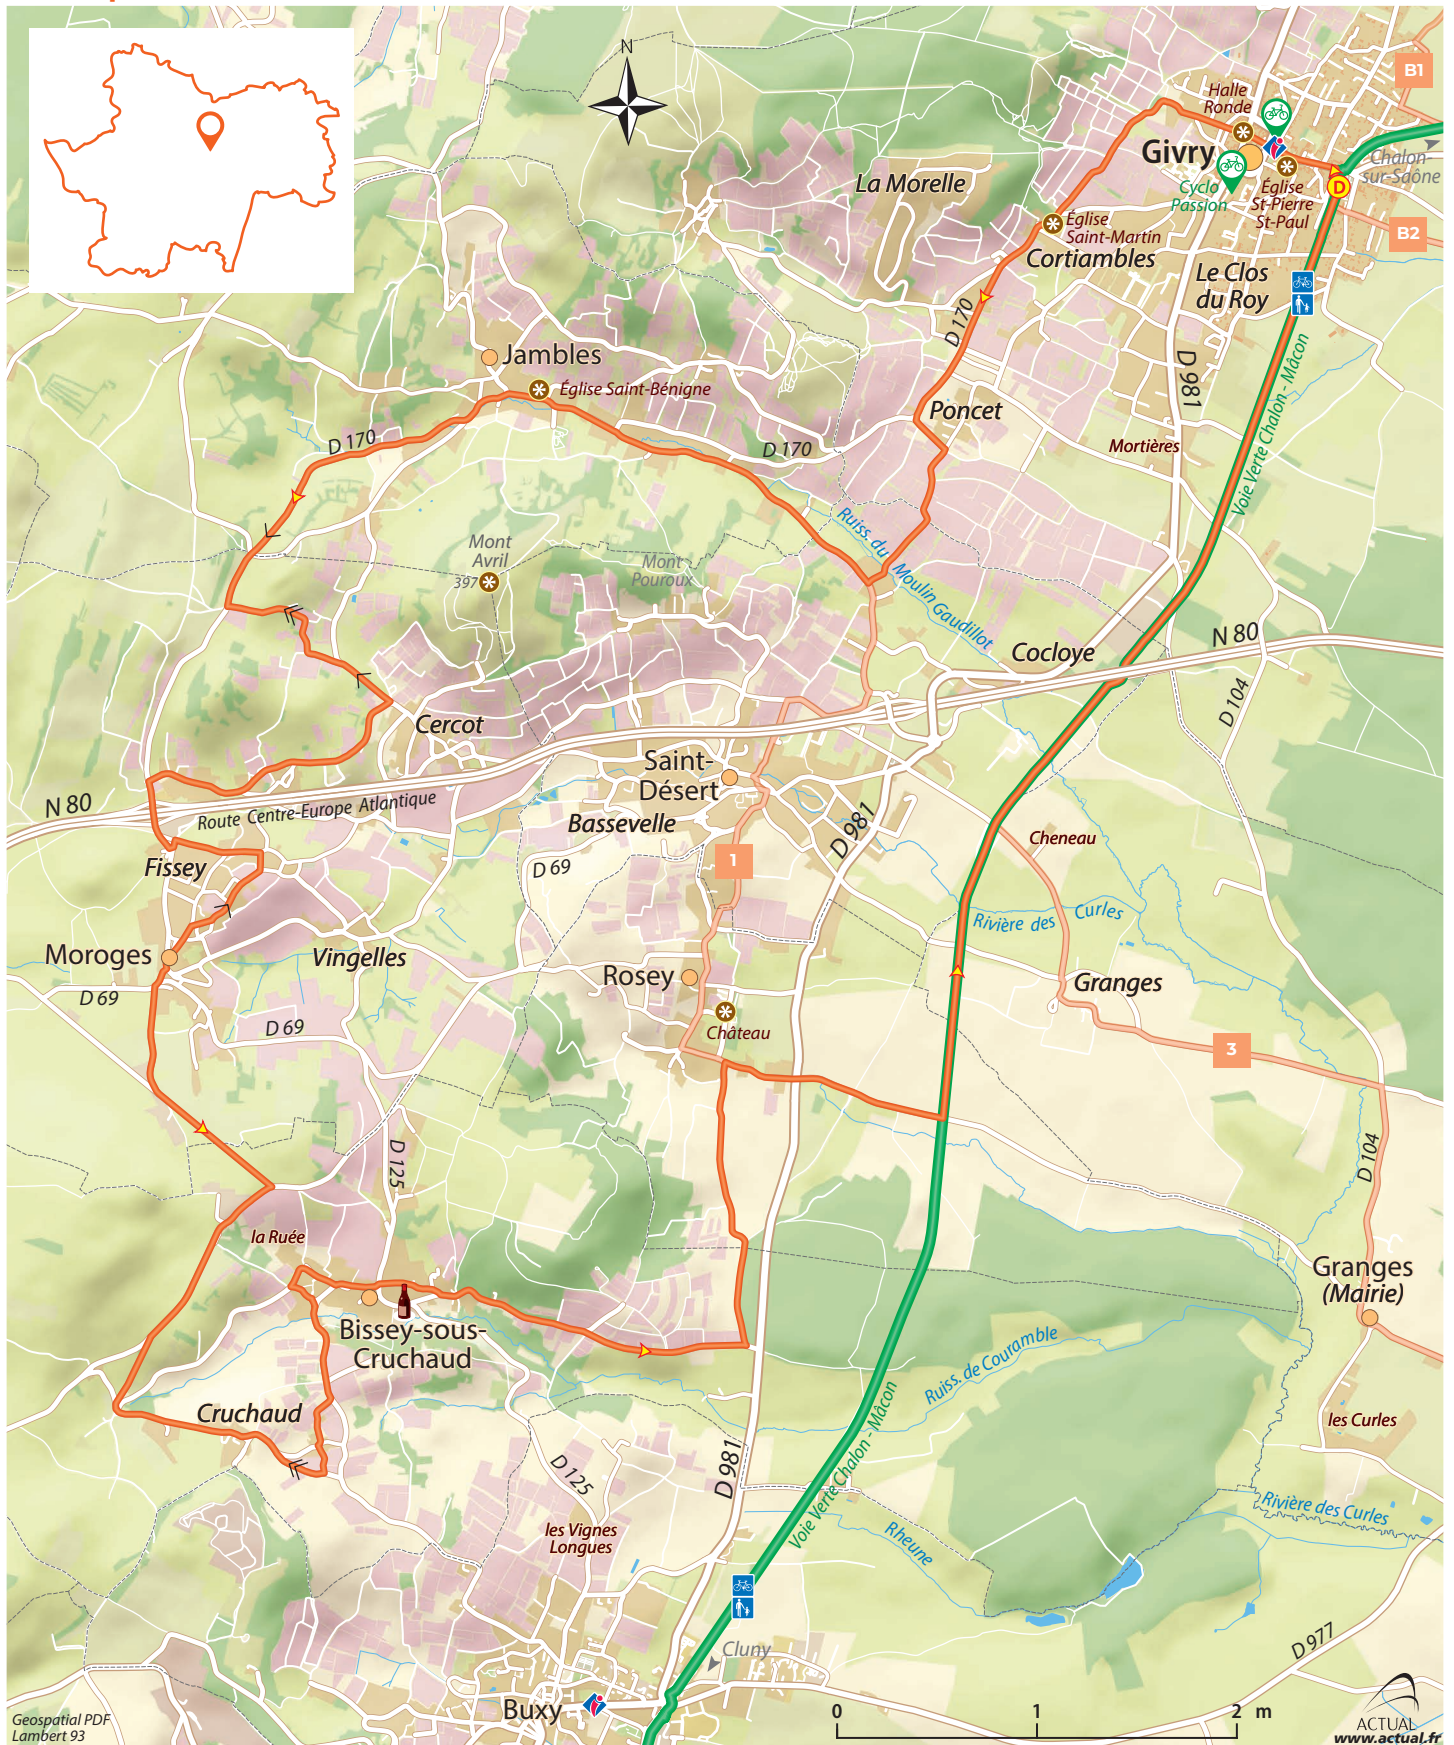 N
B1
Halle
Ronde
Givry
Chalon-
sur-Saône
D
Cyclo
Passion
Église
St-Pierre
St-Paul
La Morelle
Église
Saint-Martin
Cortiambles
B2
Le Clos
du Roy
D 170
Jambles
Église Saint-Bénigne
D 981
Voie Verte Chalon - Mâcon
Poncet
D 170
D 170
Mortières
Ruiss. du Moulin Gaudillot
Mont
Avril
397
Mont
Pouroux
N 80
Cocloye
D 104
Cercot
Saint-
Désert
N 80
Route Centre-Europe Atlantique
Bassevelle
D 981
Cheneau
1
Fissey
D 69
Rivière des Curles
Moroges
Vingelles
Rosey
Granges
D 69
D 69
Château
3
D 125
D 104
la Ruée
Granges
(Mairie)
Bissey-sous-
Cruchaud
Ruiss. de Couramble
Cruchaud
les Curles
Voie Verte Chalon - Mâcon
D 981
D 125
Rivière des Curles
les Vignes
Longues
Rheune
D 977
Cluny
Buxy
0 1 2 m
Geospatial PDF
Lambert 93
ACTUAL
www.actual.fr